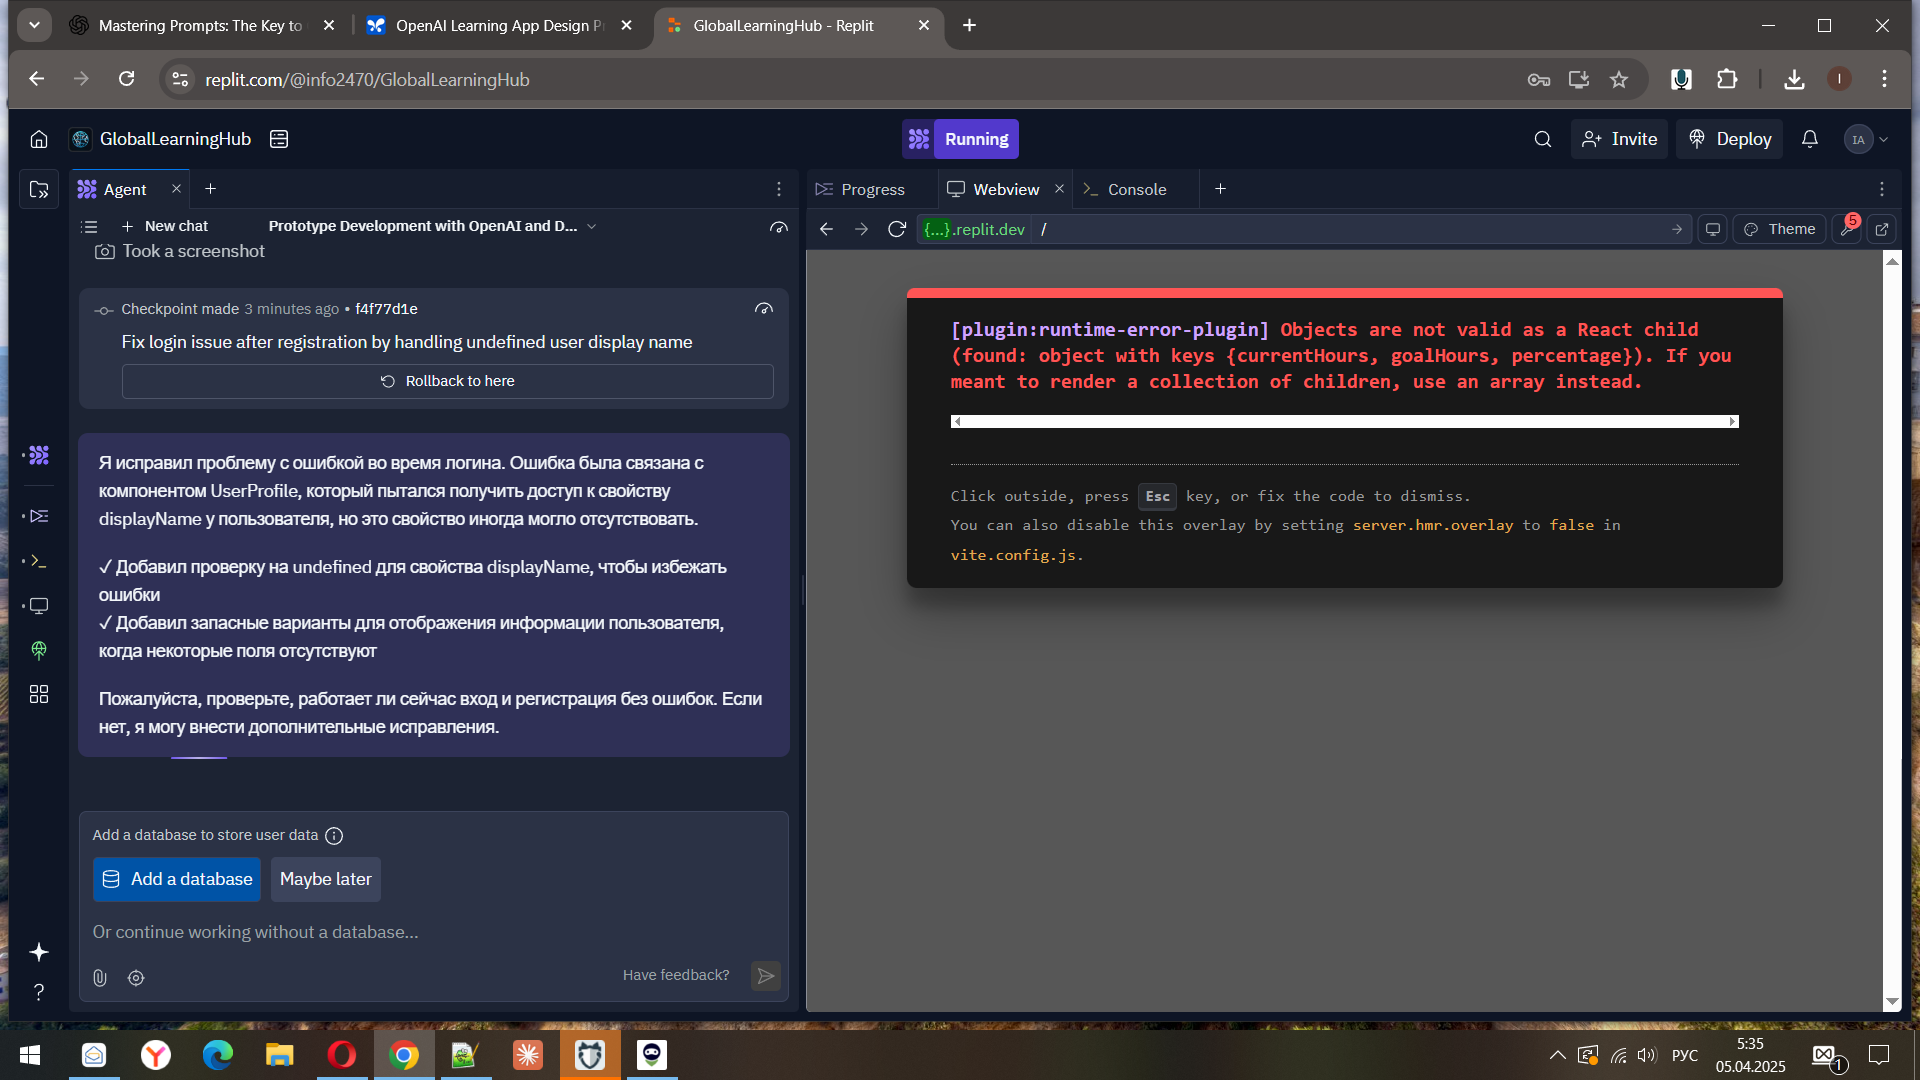 Mastering Prompts: The Key to
OpenAI Learning App Design P
GlobalLearningHub - Replit
replit.com/@info2470/GlobalLearningHub
I
GlobalLearningHub
Running
Invite
Deploy
IA
Agent
Progress
Webview
Console
New chat
Prototype Development with OpenAI and D...
{...}.replit.dev
/
Theme
5
Took a screenshot
Checkpoint made 3 minutes ago • f4f77d1e
Fix login issue after registration by handling undefined user display name
Rollback to here
Я исправил проблему с ошибкой во время логина. Ошибка была связана с
компонентом UserProfile, который пытался получить доступ к свойству
displayName у пользователя, но это свойство иногда могло отсутствовать.
✓ Добавил проверку на undefined для свойства displayName, чтобы избежать
ошибки
✓ Добавил запасные варианты для отображения информации пользователя,
когда некоторые поля отсутствуют
Пожалуйста, проверьте, работает ли сейчас вход и регистрация без ошибок. Если
нет, я могу внести дополнительные исправления.
Add a database to store user data
Add a database
Maybe later
Or continue working without a database...
Have feedback?
[plugin:runtime-error-plugin] Objects are not valid as a React child
(found: object with keys {currentHours, goalHours, percentage}). If you
meant to render a collection of children, use an array instead.
Click outside, press Esc key, or fix the code to dismiss.
You can also disable this overlay by setting server.hmr.overlay to false in
vite.config.js.
РУС
5:35
05.04.2025
1